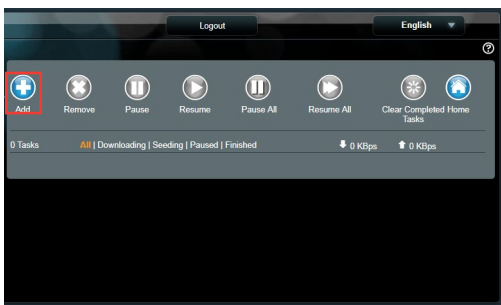 Logout English
?
Add Remove Pause Resume Pause All Resume All Clear Completed Home
Tasks
0 Tasks All | Downloading | Seeding | Paused | Finished 0 KBps 0 KBps